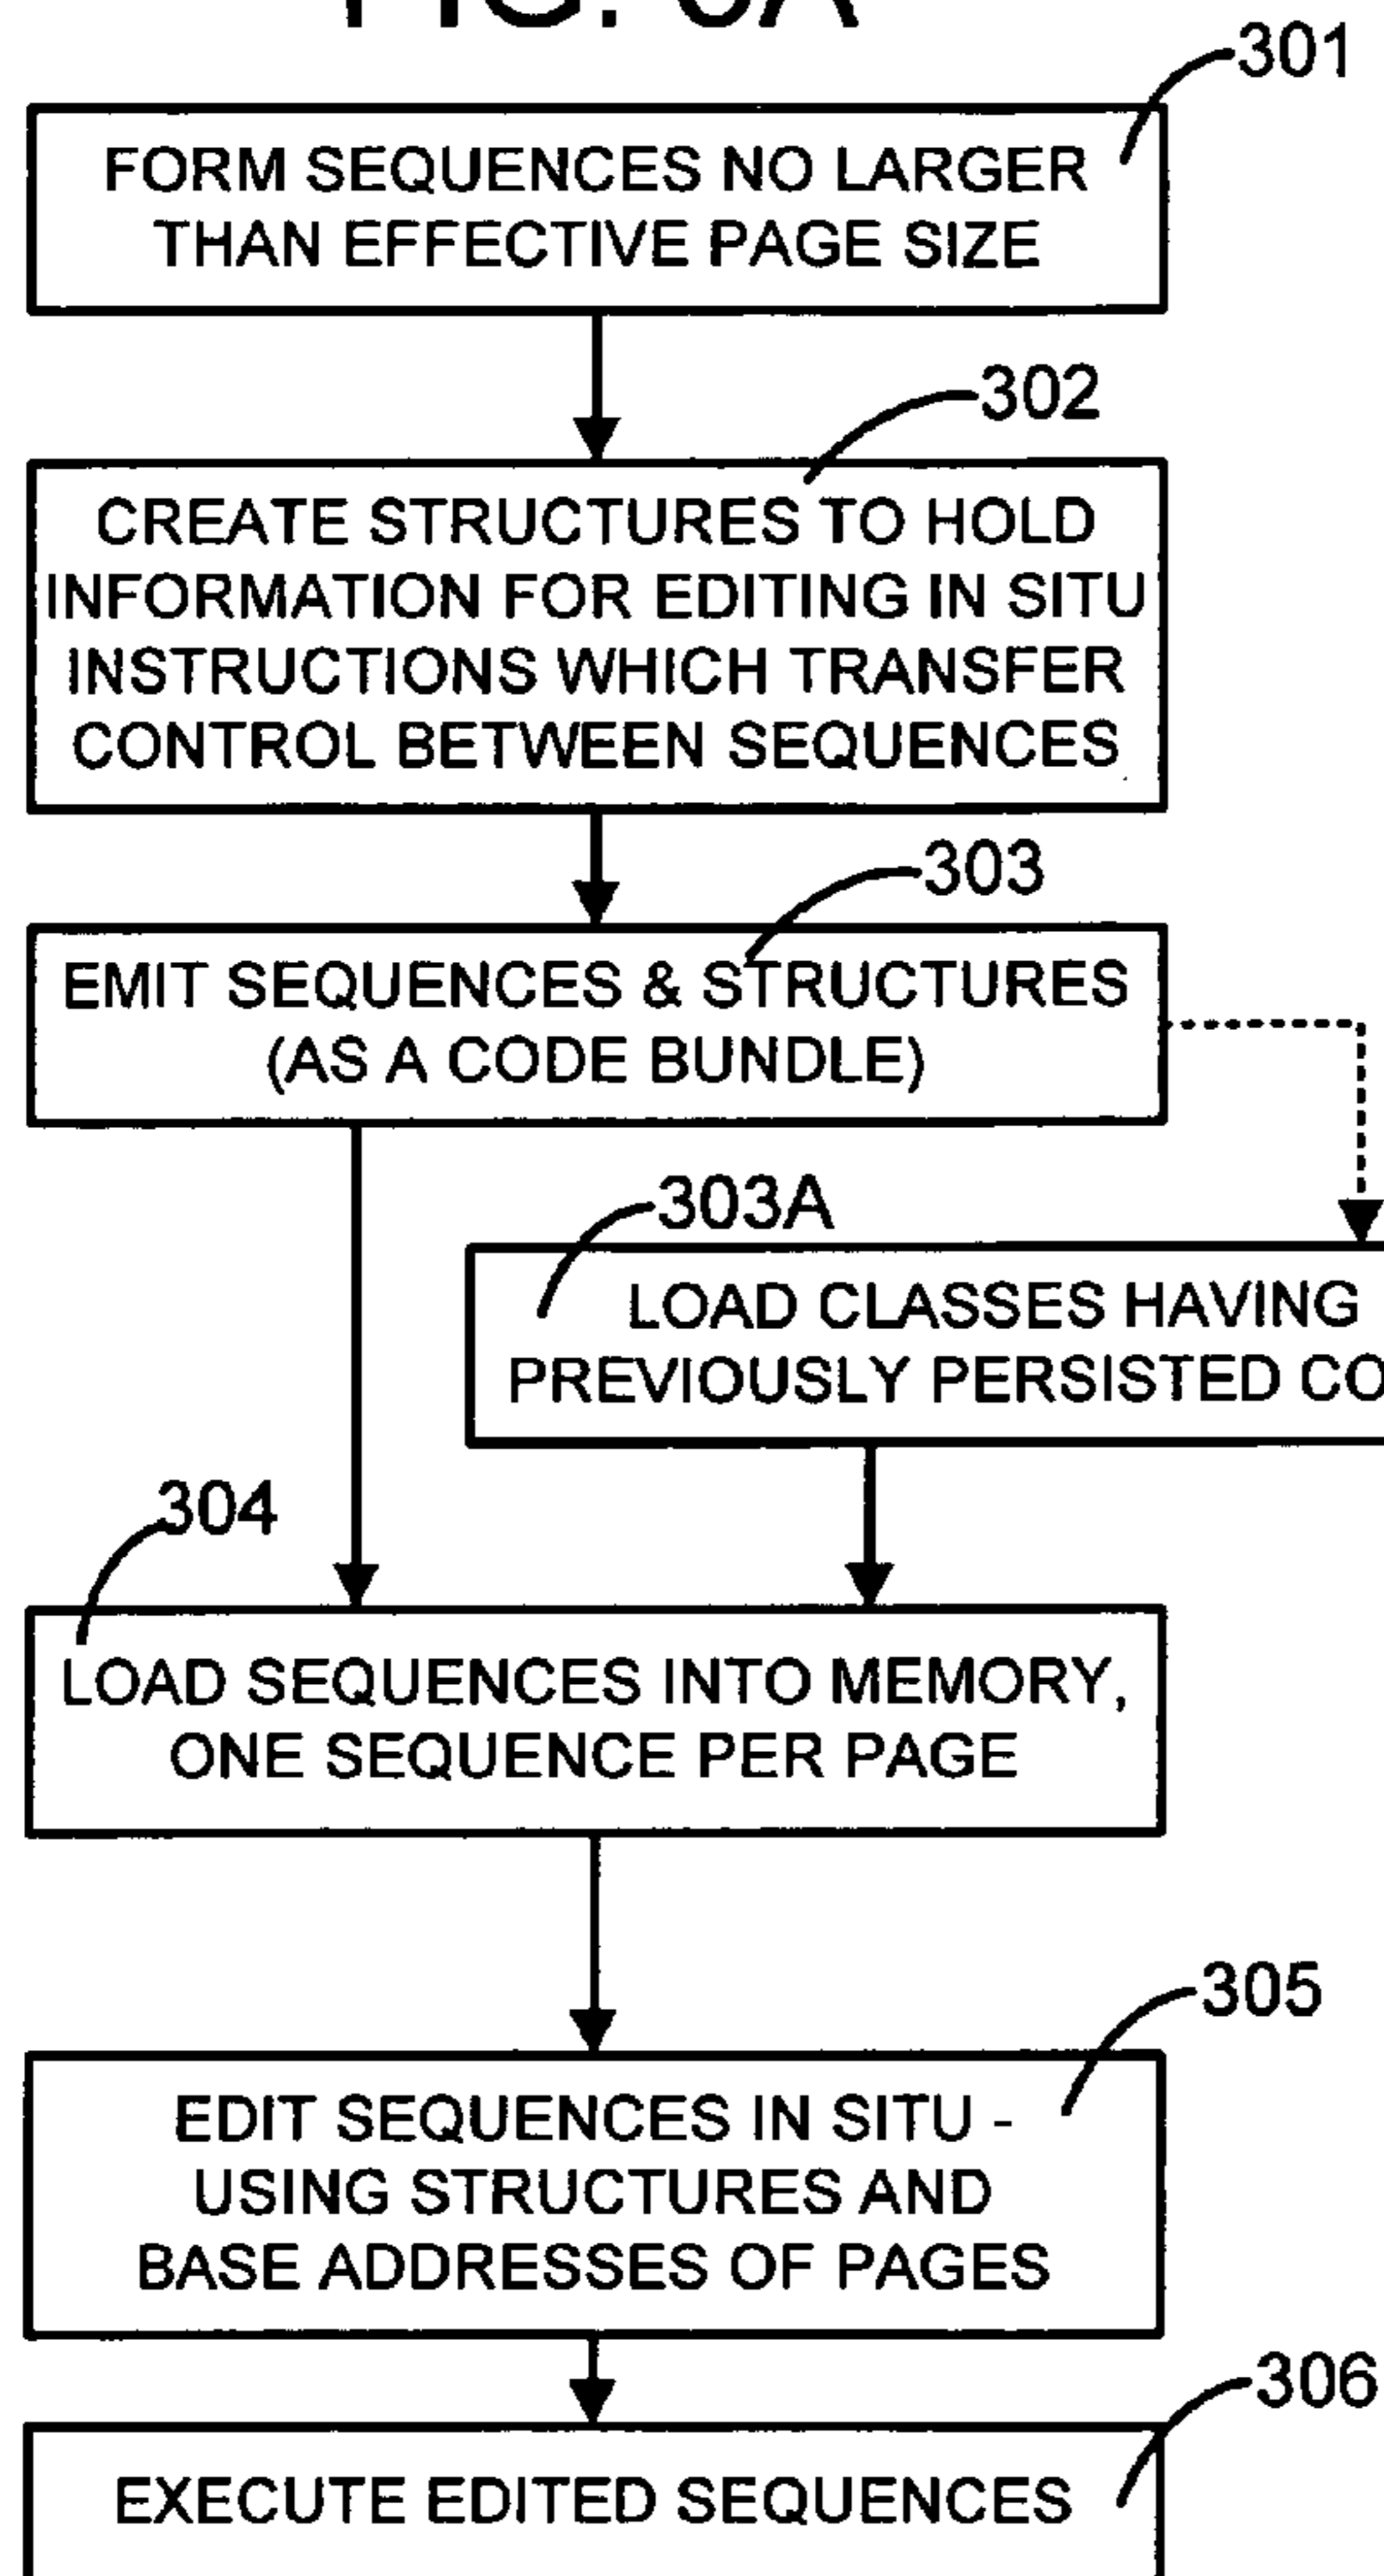 301
FORM SEQUENCES NO LARGER
THAN EFFECTIVE PAGE SIZE
302
CREATE STRUCTURES TO HOLD
INFORMATION FOR EDITING IN SITU
INSTRUCTIONS WHICH TRANSFER
CONTROL BETWEEN SEQUENCES
303
EMIT SEQUENCES & STRUCTURES
(AS A CODE BUNDLE)
303A
LOAD CLASSES HAVING
PREVIOUSLY PERSISTED
304
LOAD SEQUENCES INTO MEMORY,
ONE SEQUENCE PER PAGE
305
EDIT SEQUENCES IN SITU -
USING STRUCTURES AND
BASE ADDRESSES OF PAGES
306
EXECUTE EDITED SEQUENCES